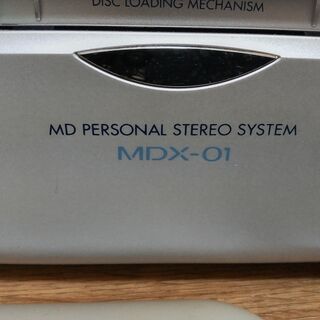 DISC LOADING MECHANISM
MD PERSONAL STEREO SYSTEM
MDX-01